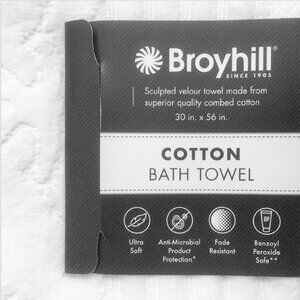 Broyhill®
SINCE 1905
Sculpted velour towel made from
superior quality combed cotton
30 in. x 56 in.
COTTON
BATH TOWEL
Ultra
Soft
Anti-Microbial
Product
Protection*
Fade
Resistant
BP
Benzoyl
Peroxide
Safe**